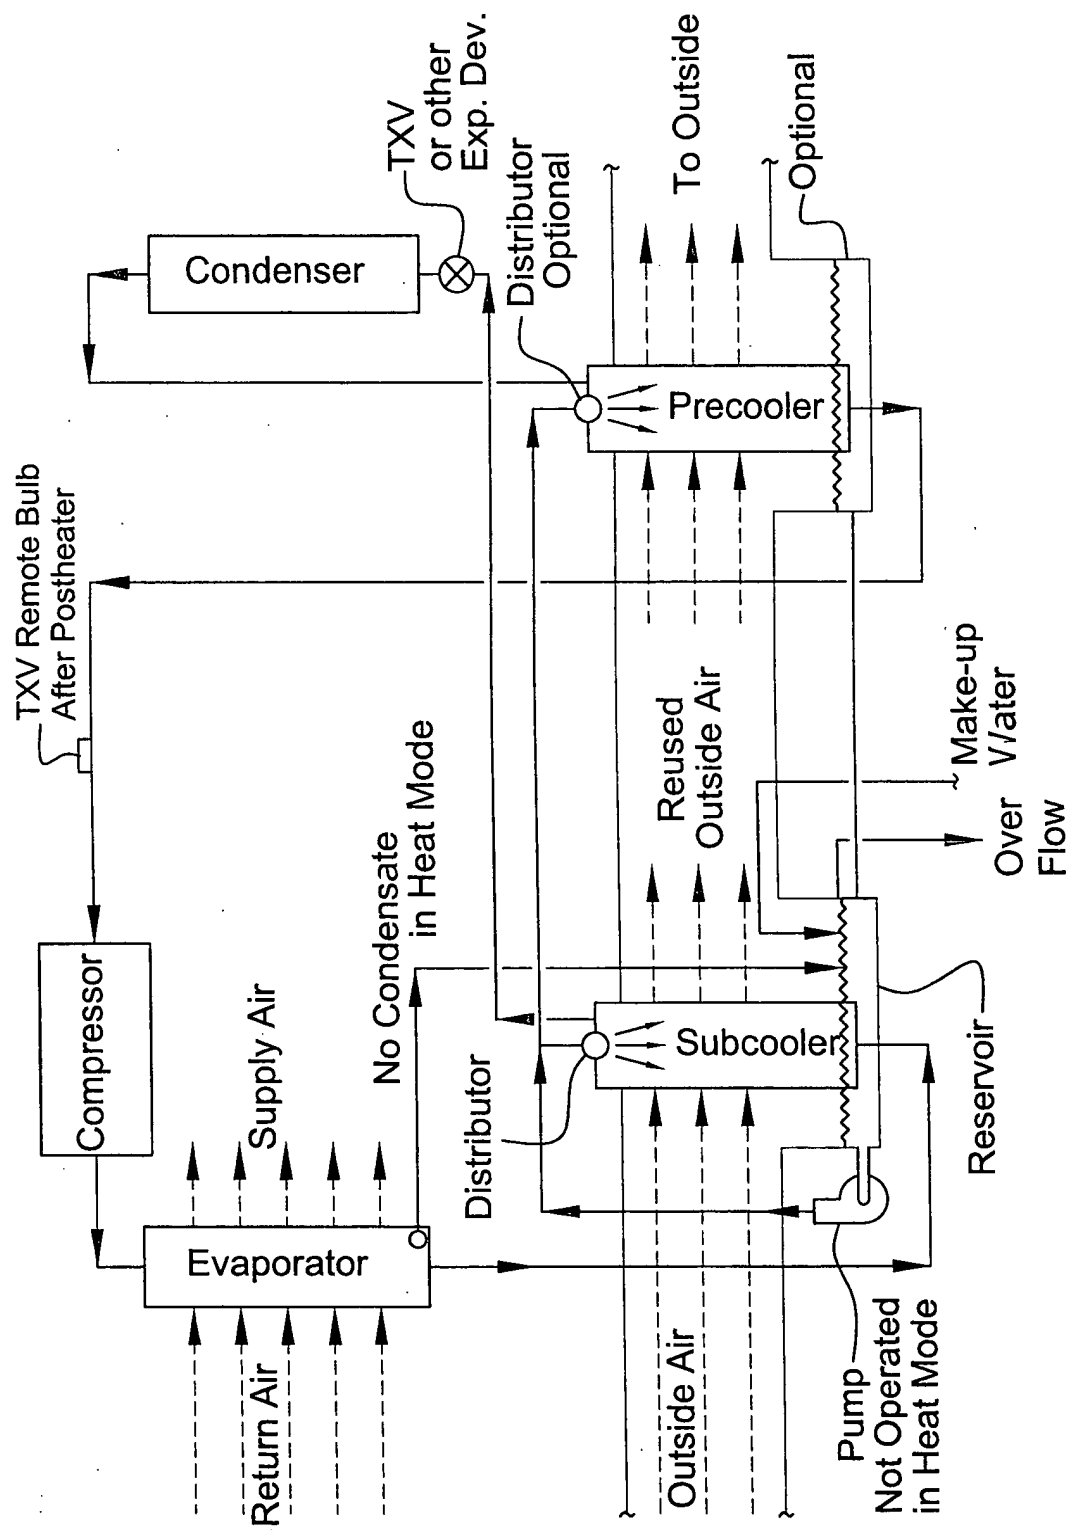 TXV Remote Bulb
After Postheater
Compressor
Condenser
TXV
or other
Exp. Dev.
Distributor
Optional
To Outside
Optional
Precooler
Supply Air
No Condensate
in Heat Mode
Reused
Outside Air
Make-up
Water
Over
Flow
Evaporator
Return Air
Distributor
Subcooler
Outside Air
Reservoir
Pump
Not Operated
in Heat Mode